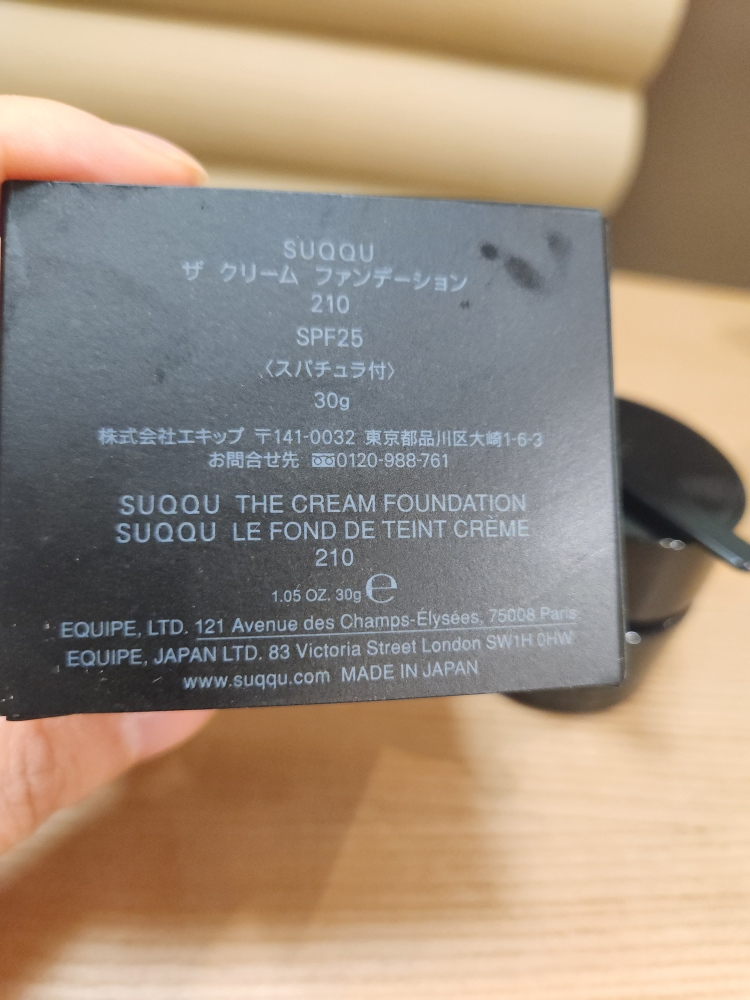 SUQQU
ザ クリーム ファンデーション
210
SPF25
〈スパチュラ付〉
30g
株式会社エキップ 〒141-0032 東京都品川区大崎1-6-3
お問合せ先 0120-988-761
SUQQU THE CREAM FOUNDATION
SUQQU LE FOND DE TEINT CRÈME
210
1.05 OZ. 30g ℮
EQUIPE, LTD. 121 Avenue des Champs-Élysées, 75008 Paris
EQUIPE, JAPAN LTD. 83 Victoria Street London SW1H 0HW
www.suqqu.com MADE IN JAPAN